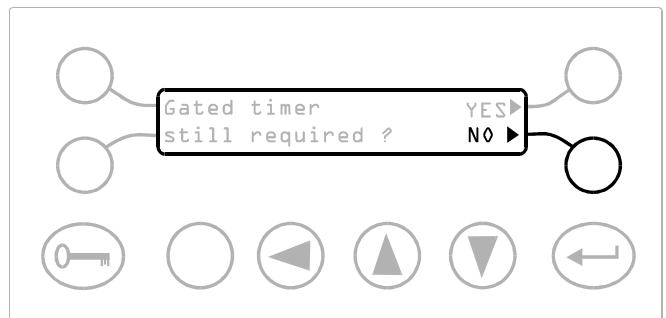 Gated timer YES▶
still required ? NO ▶